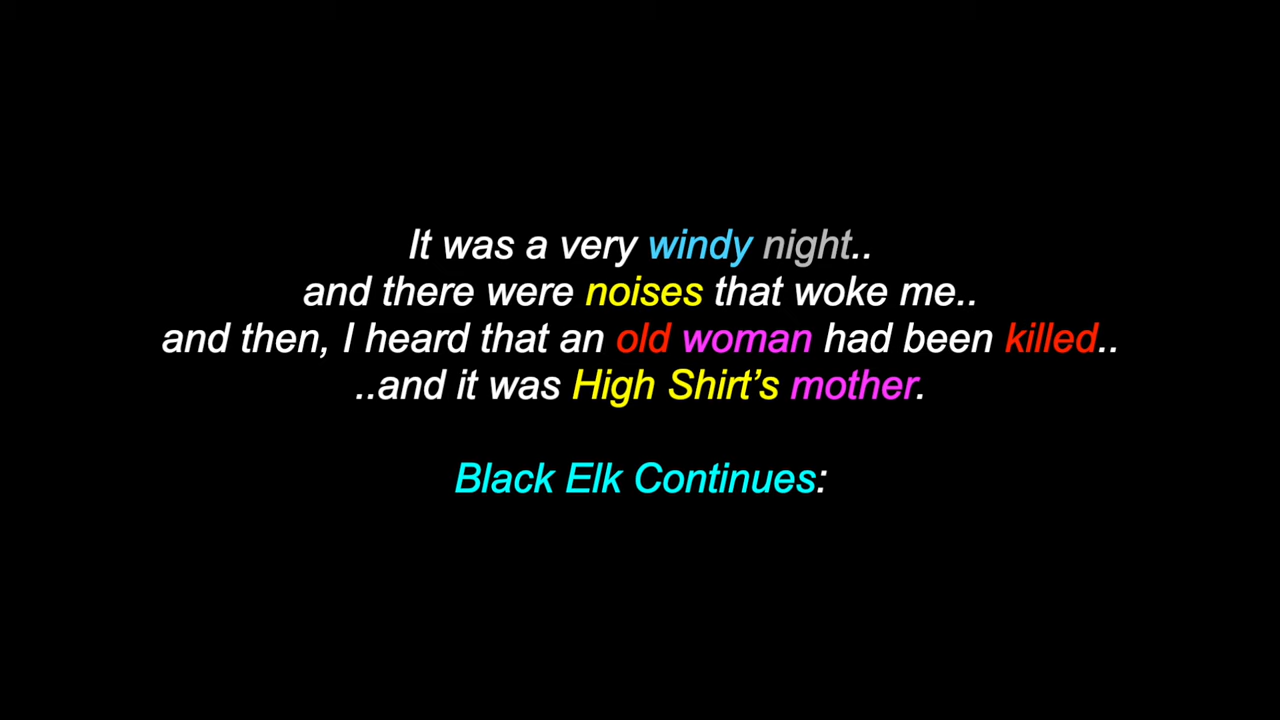 It was a very windy night..
and there were noises that woke me..
and then, I heard that an old woman had been killed..
..and it was High Shirt’s mother.
Black Elk Continues: